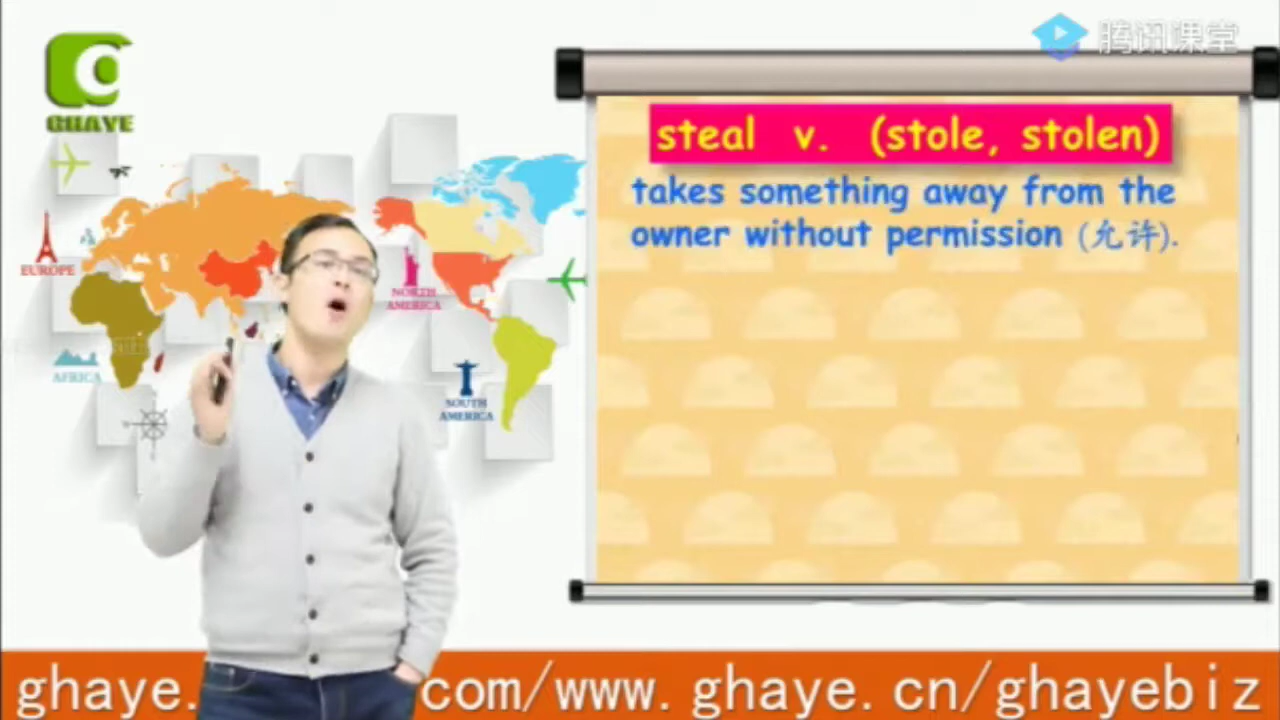 腾讯课堂
GHAYE
steal v. (stole, stolen)
takes something away from the
owner without permission (允许).
EUROPE
NORTH
AMERICA
AFRICA
SOUTH
AMERICA
ghaye.com/www.ghaye.cn/ghayebiz